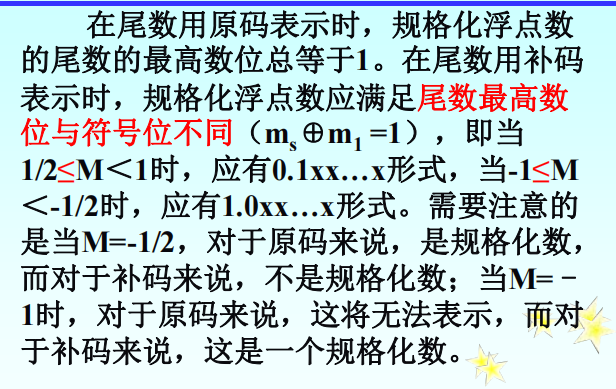 在尾数用原码表示时，规格化浮点数
的尾数的最高数位总等于1。在尾数用补码
表示时，规格化浮点数应满足尾数最高数
位与符号位不同（mₛ⊕m₁ =1），即当
1/2≤M＜1时，应有0.1xx…x形式，当-1≤M
＜-1/2时，应有1.0xx…x形式。需要注意的
是当M=-1/2，对于原码来说，是规格化数，
而对于补码来说，不是规格化数；当M=－
1时，对于原码来说，这将无法表示，而对
于补码来说，这是一个规格化数。